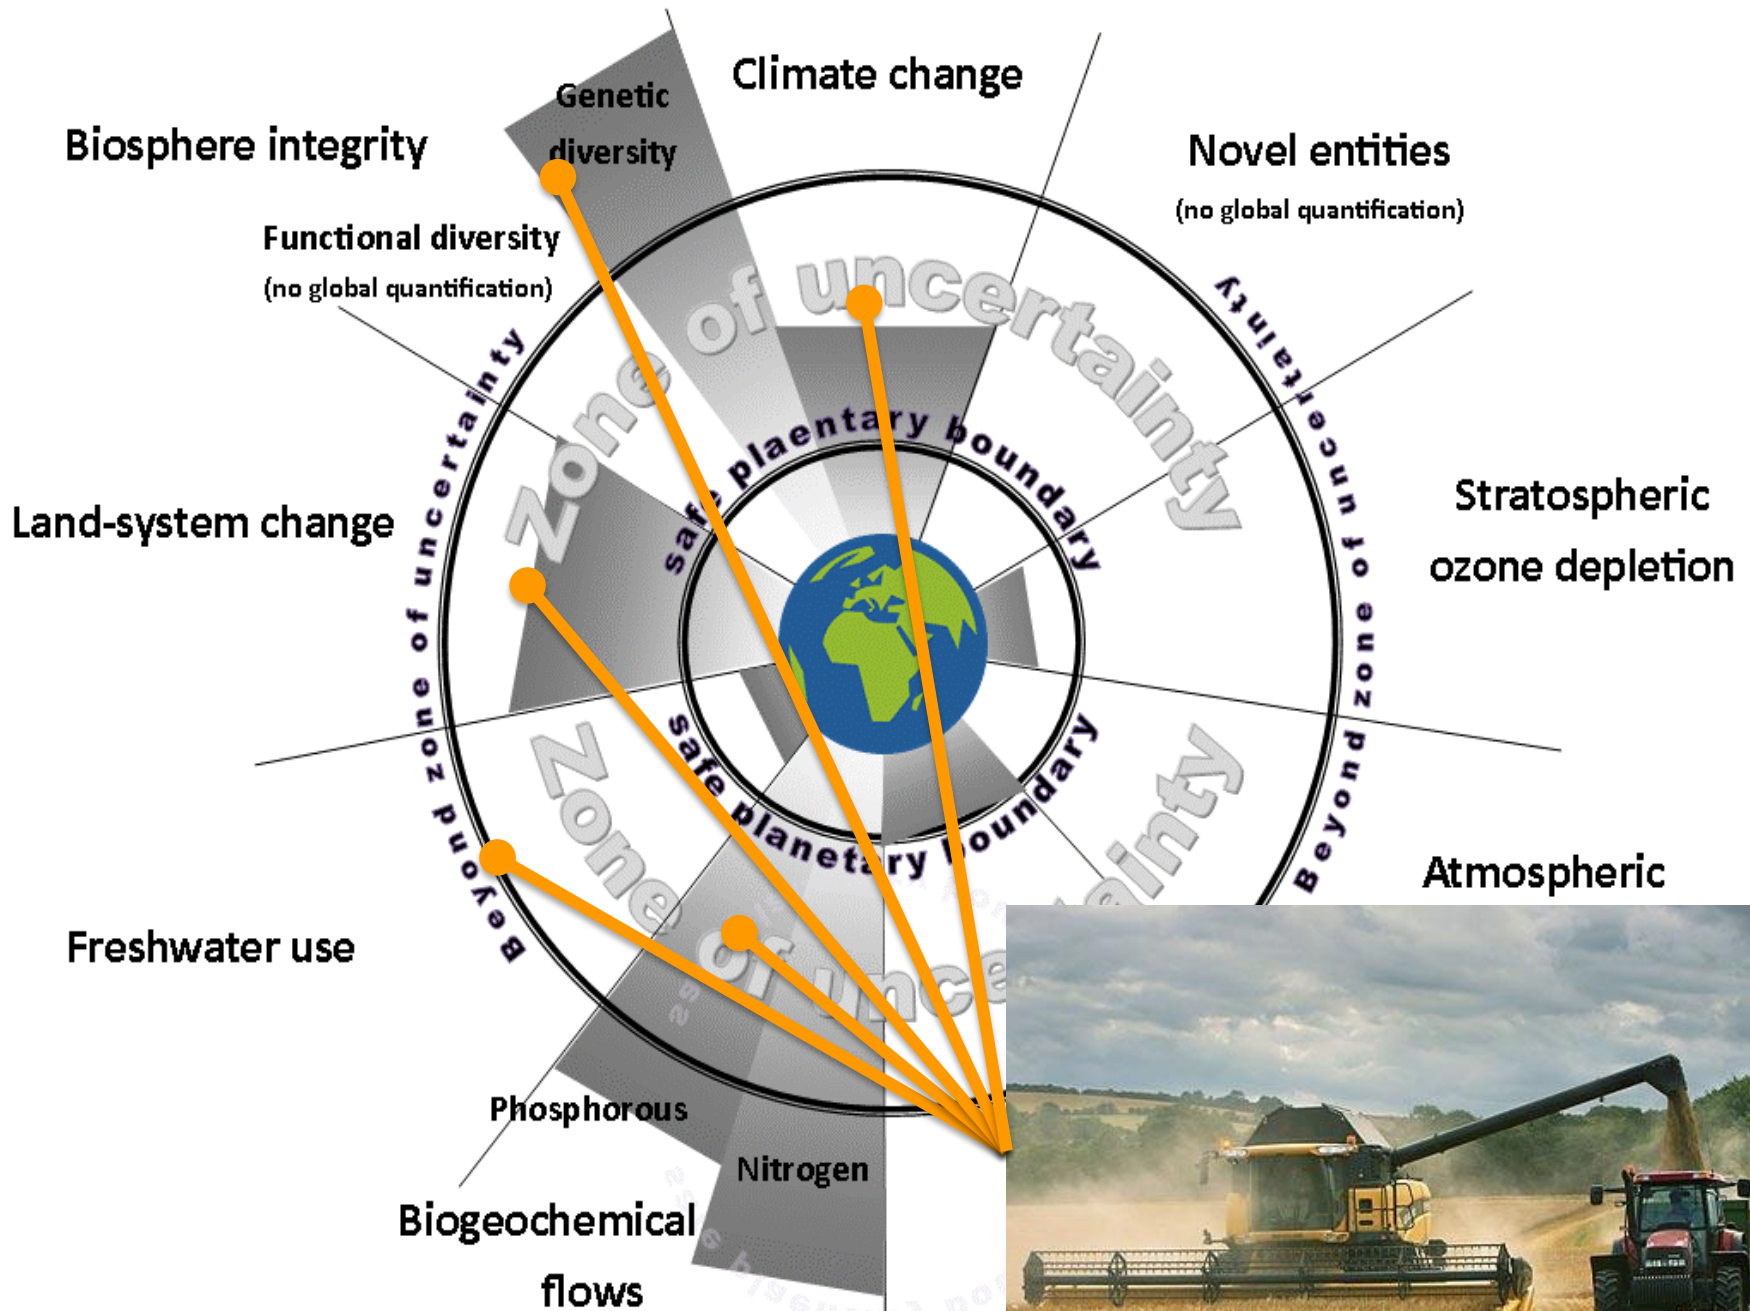 Climate change
Genetic
diversity
Biosphere integrity
Novel entities
(no global quantification)
Functional diversity
(no global quantification)
Zone of uncertainty
Beyond zone of uncertainty
Beyond zone of uncertainty
safe plaentary boundary
Land-system change
Stratospheric
ozone depletion
safe planetary boundary
Zone of unce
ainty
Atmospheric
Freshwater use
Phosphorous
Nitrogen
Biogeochemical
flows